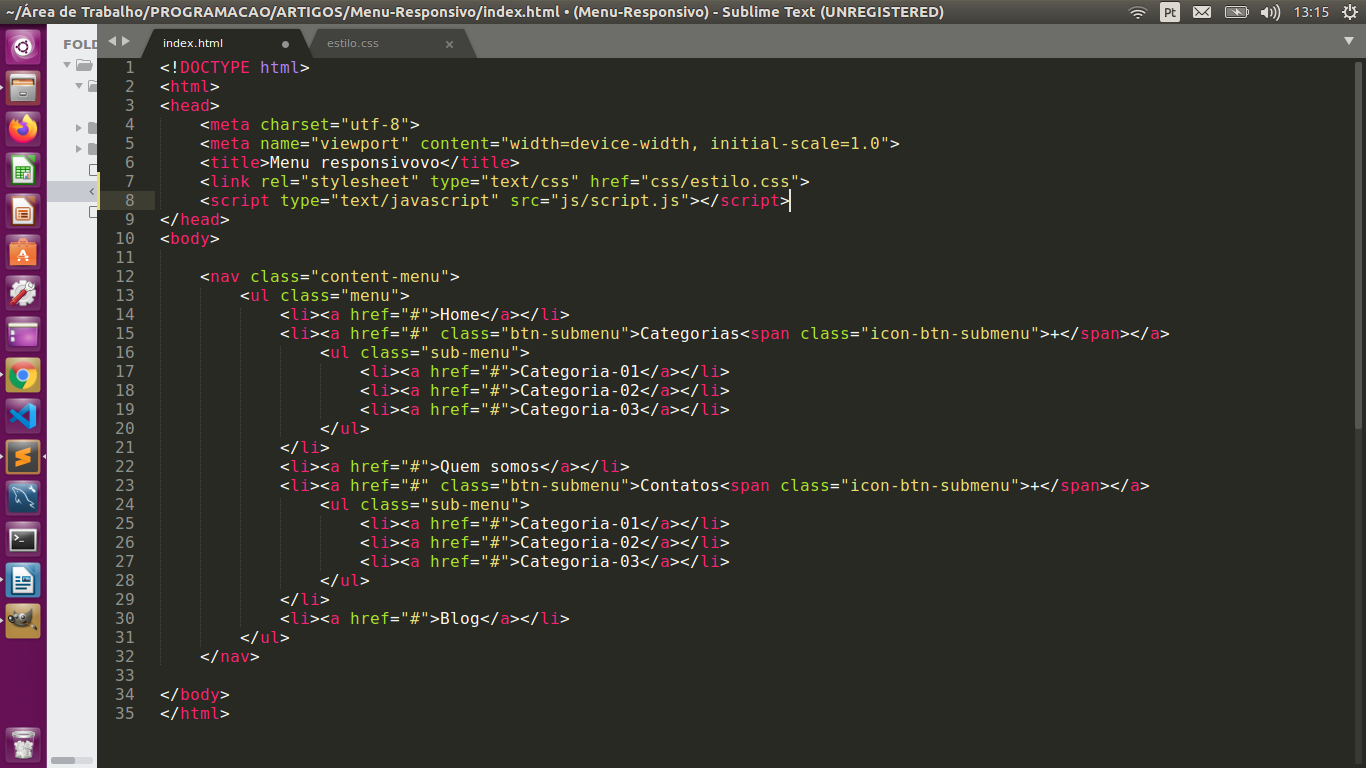 ~/Área de Trabalho/PROGRAMACAO/ARTIGOS/Menu-Responsivo/index.html • (Menu-Responsivo) - Sublime Text (UNREGISTERED)
Pt
13:15
FOLD
index.html
estilo.css
1 <!DOCTYPE html>
2 <html>
3 <head>
4     <meta charset="utf-8">
5     <meta name="viewport" content="width=device-width, initial-scale=1.0">
6     <title>Menu responsivovo</title>
7     <link rel="stylesheet" type="text/css" href="css/estilo.css">
8     <script type="text/javascript" src="js/script.js"></script>
9 </head>
10 <body>
11
12     <nav class="content-menu">
13         <ul class="menu">
14             <li><a href="#">Home</a></li>
15             <li><a href="#" class="btn-submenu">Categorias<span class="icon-btn-submenu">+</span></a>
16                 <ul class="sub-menu">
17                     <li><a href="#">Categoria-01</a></li>
18                     <li><a href="#">Categoria-02</a></li>
19                     <li><a href="#">Categoria-03</a></li>
20                 </ul>
21             </li>
22             <li><a href="#">Quem somos</a></li>
23             <li><a href="#" class="btn-submenu">Contatos<span class="icon-btn-submenu">+</span></a>
24                 <ul class="sub-menu">
25                     <li><a href="#">Categoria-01</a></li>
26                     <li><a href="#">Categoria-02</a></li>
27                     <li><a href="#">Categoria-03</a></li>
28                 </ul>
29             </li>
30             <li><a href="#">Blog</a></li>
31         </ul>
32     </nav>
33
34 </body>
35 </html>